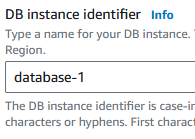 DB instance identifier Info
Type a name for your DB instance.
Region.
database-1
The DB instance identifier is case-in
characters or hyphens. First charact